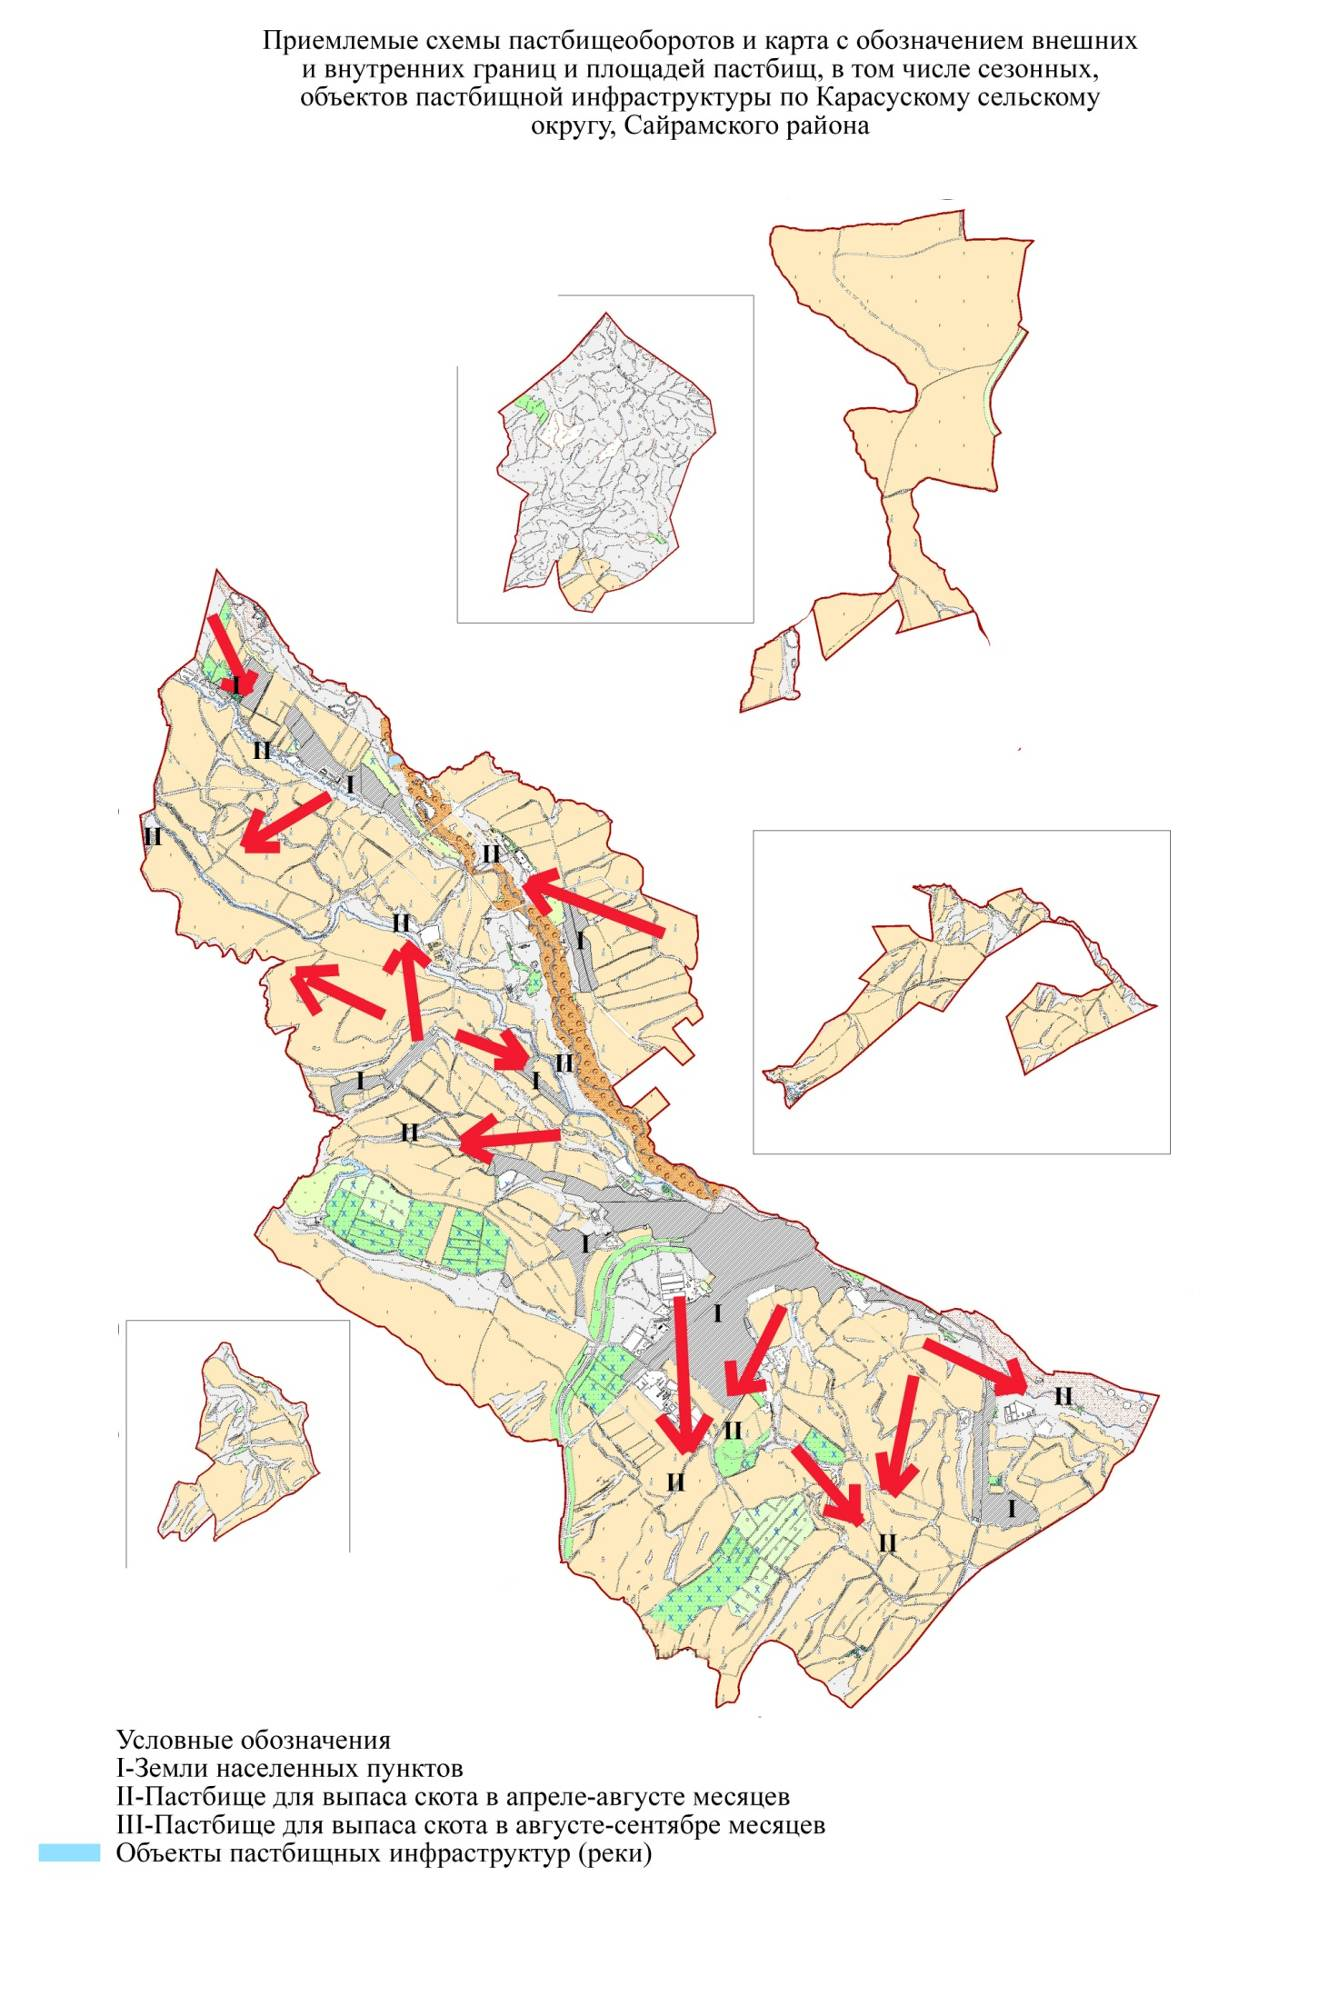 Приемлемые схемы пастбищеоборотов и карта с обозначением внешних
и внутренних границ и площадей пастбищ, в том числе сезонных,
объектов пастбищной инфраструктуры по Карасускому сельскому
округу, Сайрамского района
I
II
I
II
II
I
II
II
I
I
II
I
I
II
II
II
I
II
Условные обозначения
I-Земли населенных пунктов
II-Пастбище для выпаса скота в апреле-августе месяцев
III-Пастбище для выпаса скота в августе-сентябре месяцев
Объекты пастбищных инфраструктур (реки)